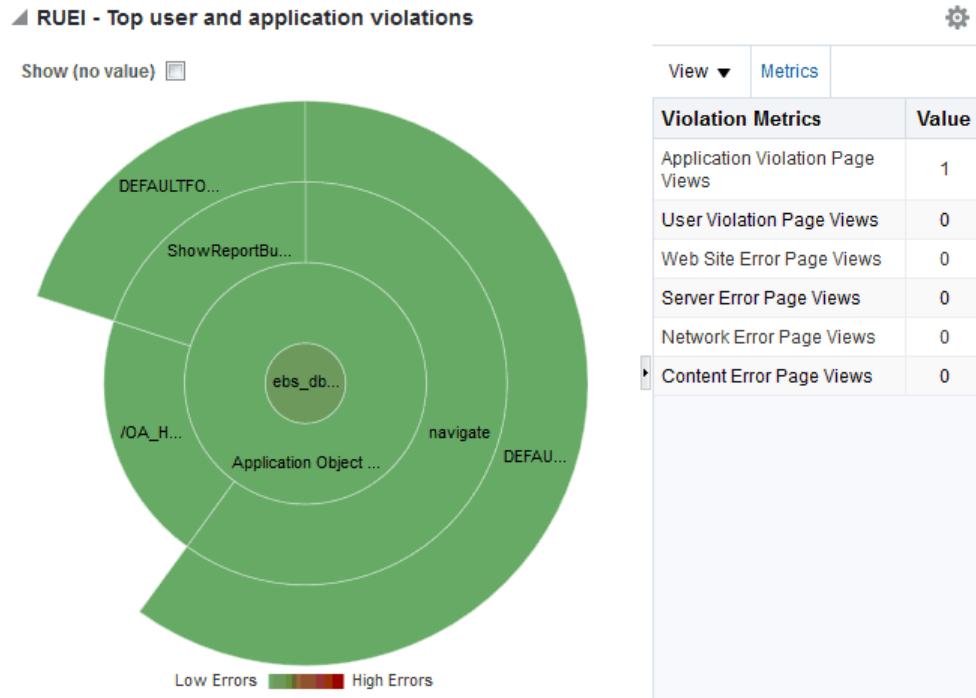 RUEI - Top user and application violations
Show (no value)
DEFAULTFO...
ShowReportBu...
ebs_db...
/OA_H...
navigate
DEFAU...
Application Object ...
Low Errors
High Errors
View
Metrics
Violation Metrics Value
Application Violation Page
Views 1
User Violation Page Views 0
Web Site Error Page Views 0
Server Error Page Views 0
Network Error Page Views 0
Content Error Page Views 0